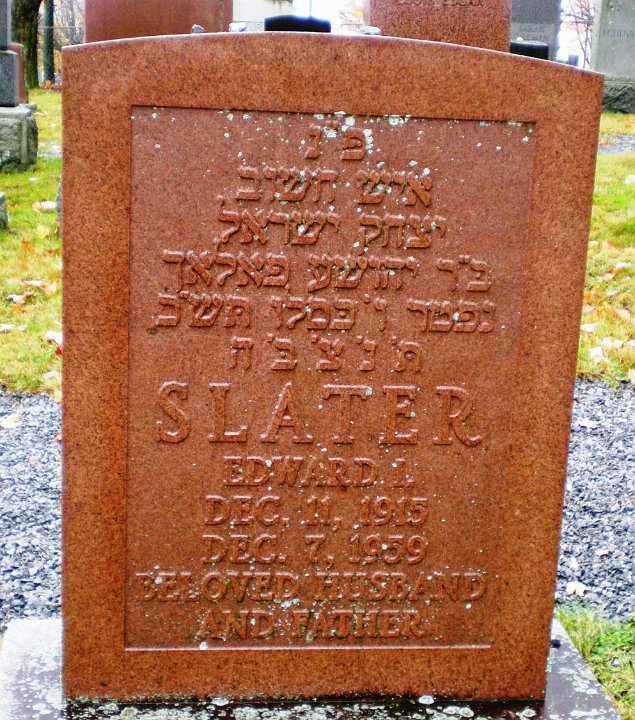 פ"נ
איש חשוב
יצחק ישראל
ב"ר יהושע פאלאך
נפטר ו' כסלו תש"כ
ת' נ' צ' ב' ה
SLATER
EDWARD I.
DEC. 11, 1915
DEC. 7, 1959
BELOVED HUSBAND
AND FATHER